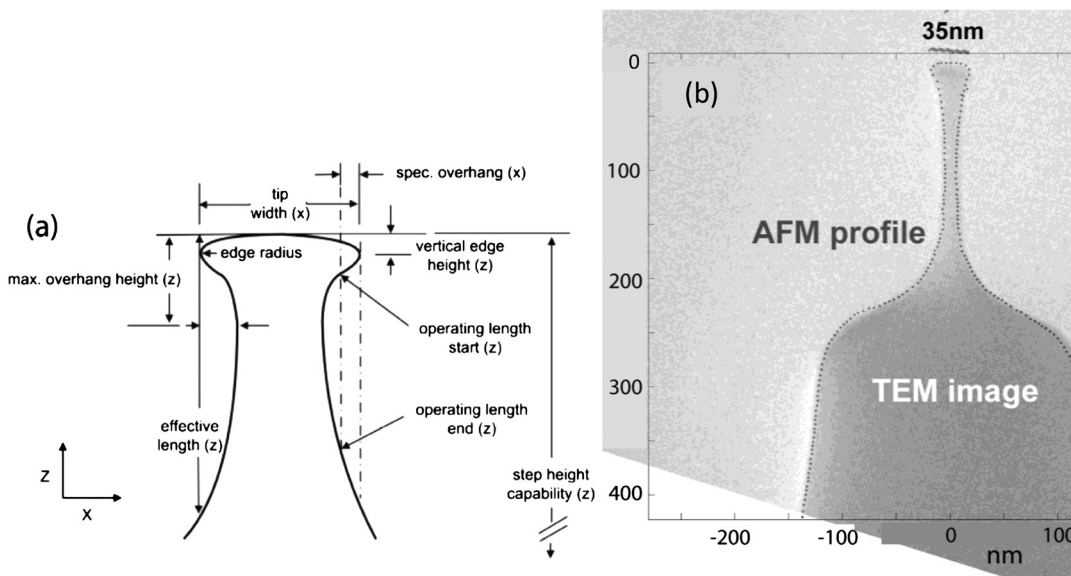 (a)
spec. overhang (x)
tip
width (x)
edge radius
vertical edge
height (z)
max. overhang height (z)
operating length
start (z)
operating length
end (z)
effective
length (z)
step height
capability (z)
Z
X
35nm
(b)
0
100
200
300
400
AFM profile
TEM image
-200
-100
0
100
nm